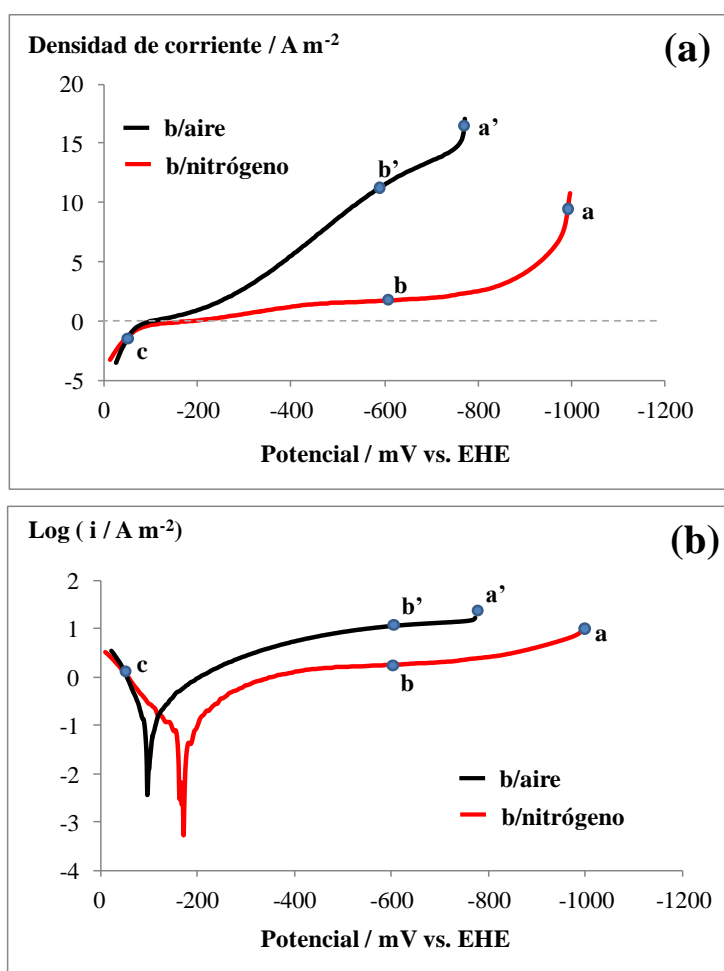 Densidad de corriente / A m-2
(a)
20
15
10
5
0
-5
b/aire
b/nitrógeno
a’
b’
a
b
c
0 -200 -400 -600 -800 -1000 -1200
Potencial / mV vs. EHE
Log ( i / A m-2)
(b)
2
1
0
-1
-2
-3
-4
a’
b’
a
b
c
b/aire
b/nitrógeno
0 -200 -400 -600 -800 -1000 -1200
Potencial / mV vs. EHE